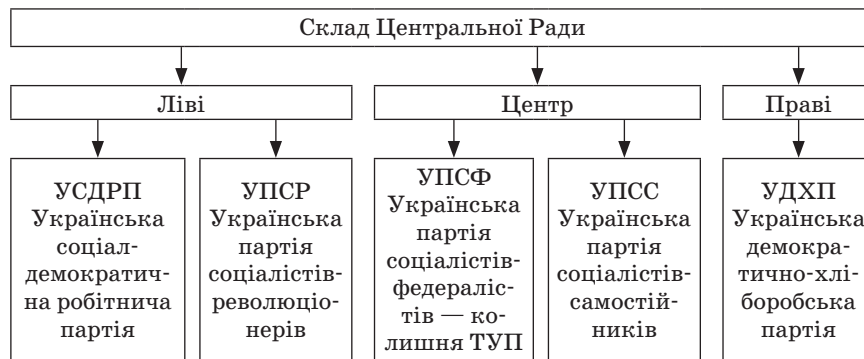 Склад Центральної Ради
Ліві
Центр
Праві
УСДРП
Українська
соціал-
демократич-
на робітнича
партія
УПСР
Українська
партія
соціалістів-
революціо-
нерів
УПСФ
Українська
партія
соціалістів-
федераліс-
тів — ко-
лишня ТУП
УПСС
Українська
партія
соціалістів-
самостій-
ників
УДХП
Українська
демокра-
тично-хлі-
боробська
партія